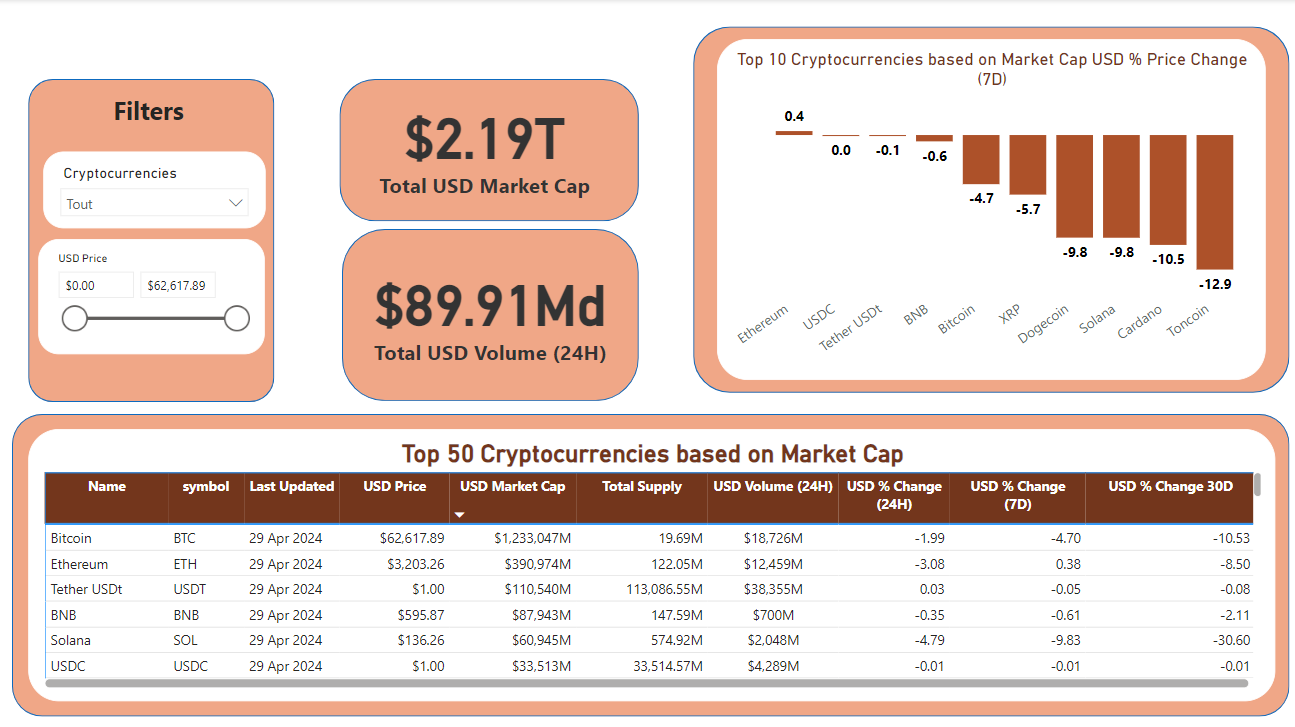 Filters
Cryptocurrencies
Tout
USD Price
$0.00 $62,617.89
$2.19T
Total USD Market Cap
$89.91Md
Total USD Volume (24H)
Top 10 Cryptocurrencies based on Market Cap USD % Price Change
(7D)
0.4 0.0 -0.1 -0.6 -4.7 -5.7 -9.8 -9.8 -10.5 -12.9
Ethereum USDC Tether USDt BNB Bitcoin XRP Dogecoin Solana Cardano Toncoin
Top 50 Cryptocurrencies based on Market Cap
Name symbol Last Updated USD Price USD Market Cap Total Supply USD Volume (24H) USD % Change (24H) USD % Change (7D) USD % Change 30D
Bitcoin BTC 29 Apr 2024 $62,617.89 $1,233,047M 19.69M $18,726M -1.99 -4.70 -10.53
Ethereum ETH 29 Apr 2024 $3,203.26 $390,974M 122.05M $12,459M -3.08 0.38 -8.50
Tether USDt USDT 29 Apr 2024 $1.00 $110,540M 113,086.55M $38,355M 0.03 -0.05 -0.08
BNB BNB 29 Apr 2024 $595.87 $87,943M 147.59M $700M -0.35 -0.61 -2.11
Solana SOL 29 Apr 2024 $136.26 $60,945M 574.92M $2,048M -4.79 -9.83 -30.60
USDC USDC 29 Apr 2024 $1.00 $33,513M 33,514.57M $4,289M -0.01 -0.01 -0.01